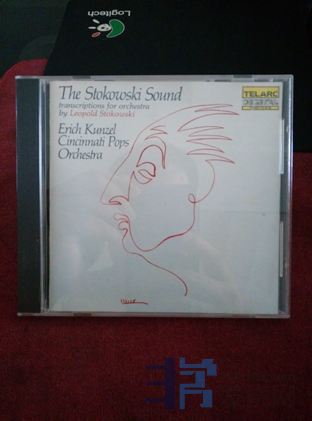 Logitech
The Stokowski Sound
transcriptions for orchestra
by Leopold Stokowski
Erich Kunzel
Cincinnati Pops
Orchestra
TELARC
DIGITAL